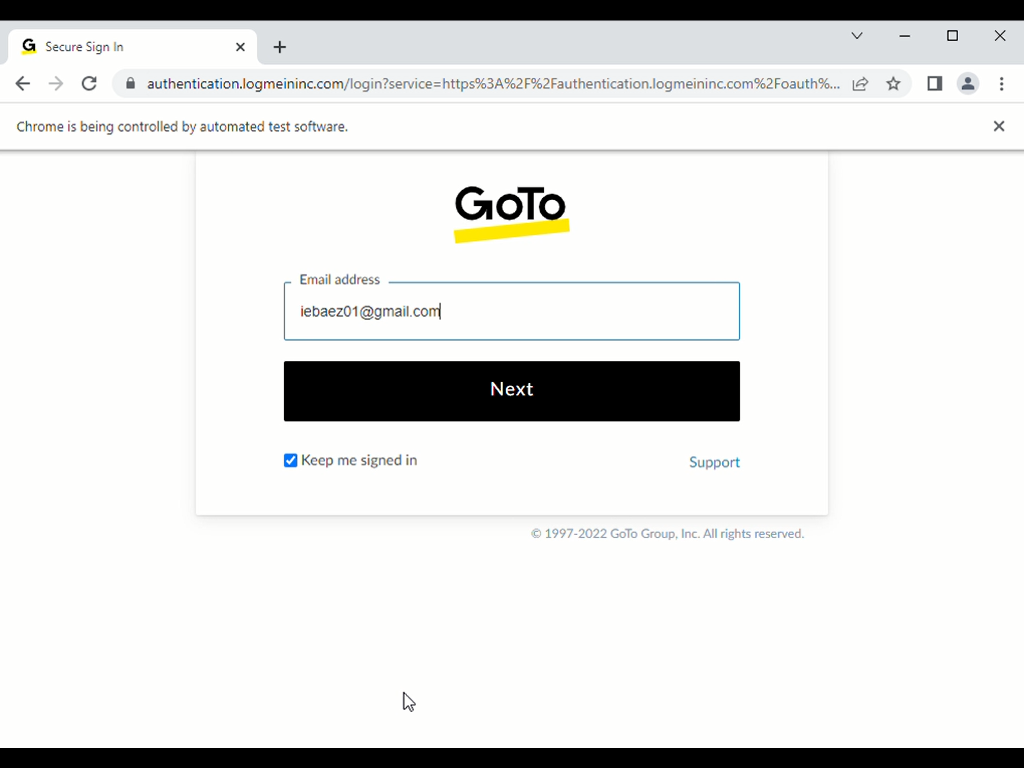 Secure Sign In
authentication.logmeininc.com/login?service=https%3A%2F%2Fauthentication.logmeininc.com%2Foauth%...
Chrome is being controlled by automated test software.
GoTo
Email address
iebaez01@gmail.com
Next
Keep me signed in
Support
© 1997-2022 GoTo Group, Inc. All rights reserved.